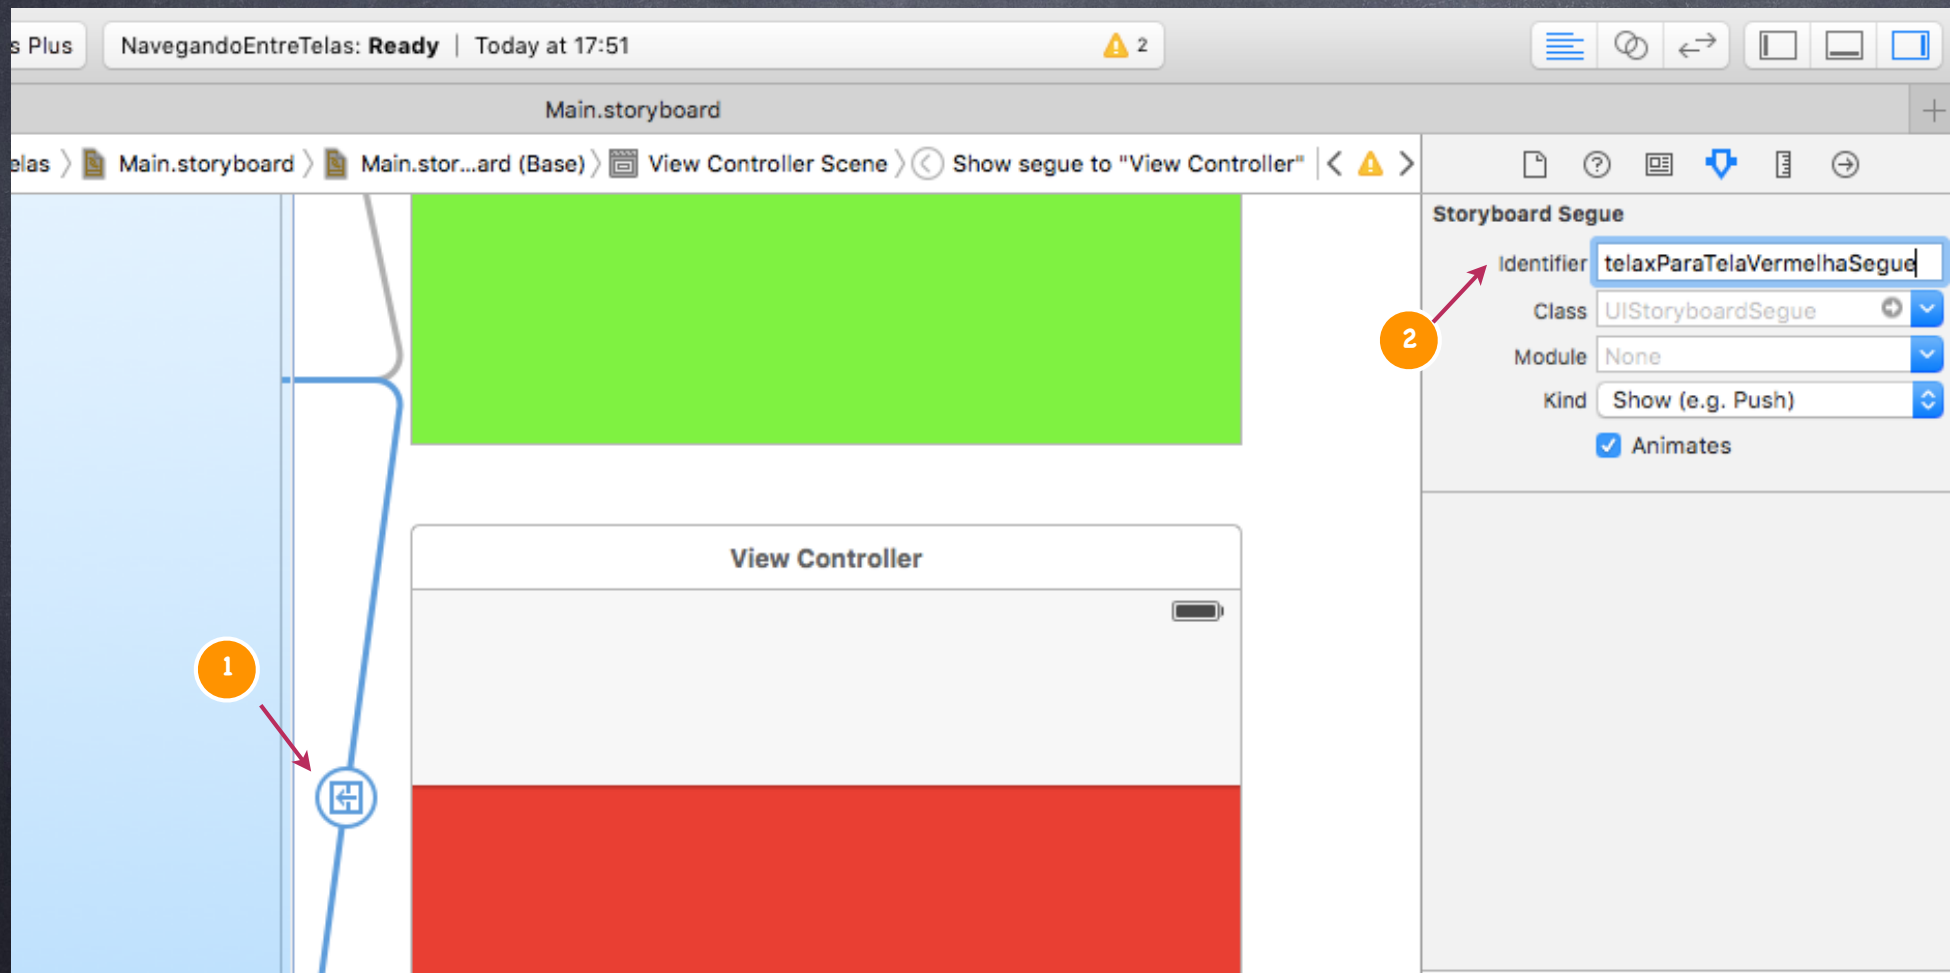 s Plus
NavegandoEntreTelas: Ready | Today at 17:51
2
Main.storyboard
elas 〉 Main.storyboard 〉 Main.stor...ard (Base) 〉 View Controller Scene 〉 Show segue to "View Controller"
Storyboard Segue
Identifier telaxParaTelaVermelhaSegue
Class UIStoryboardSegue
2
Module None
Kind Show (e.g. Push)
Animates
View Controller
1